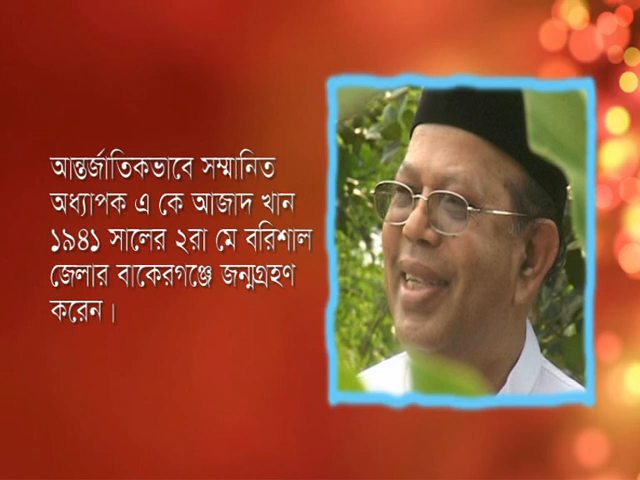 আন্তর্জাতিকভাবে সম্মানিত
অধ্যাপক এ কে আজাদ খান
১৯৪১ সালের ২রা মে বরিশাল
জেলার বাকেরগঞ্জে জন্মগ্রহণ
করেন।